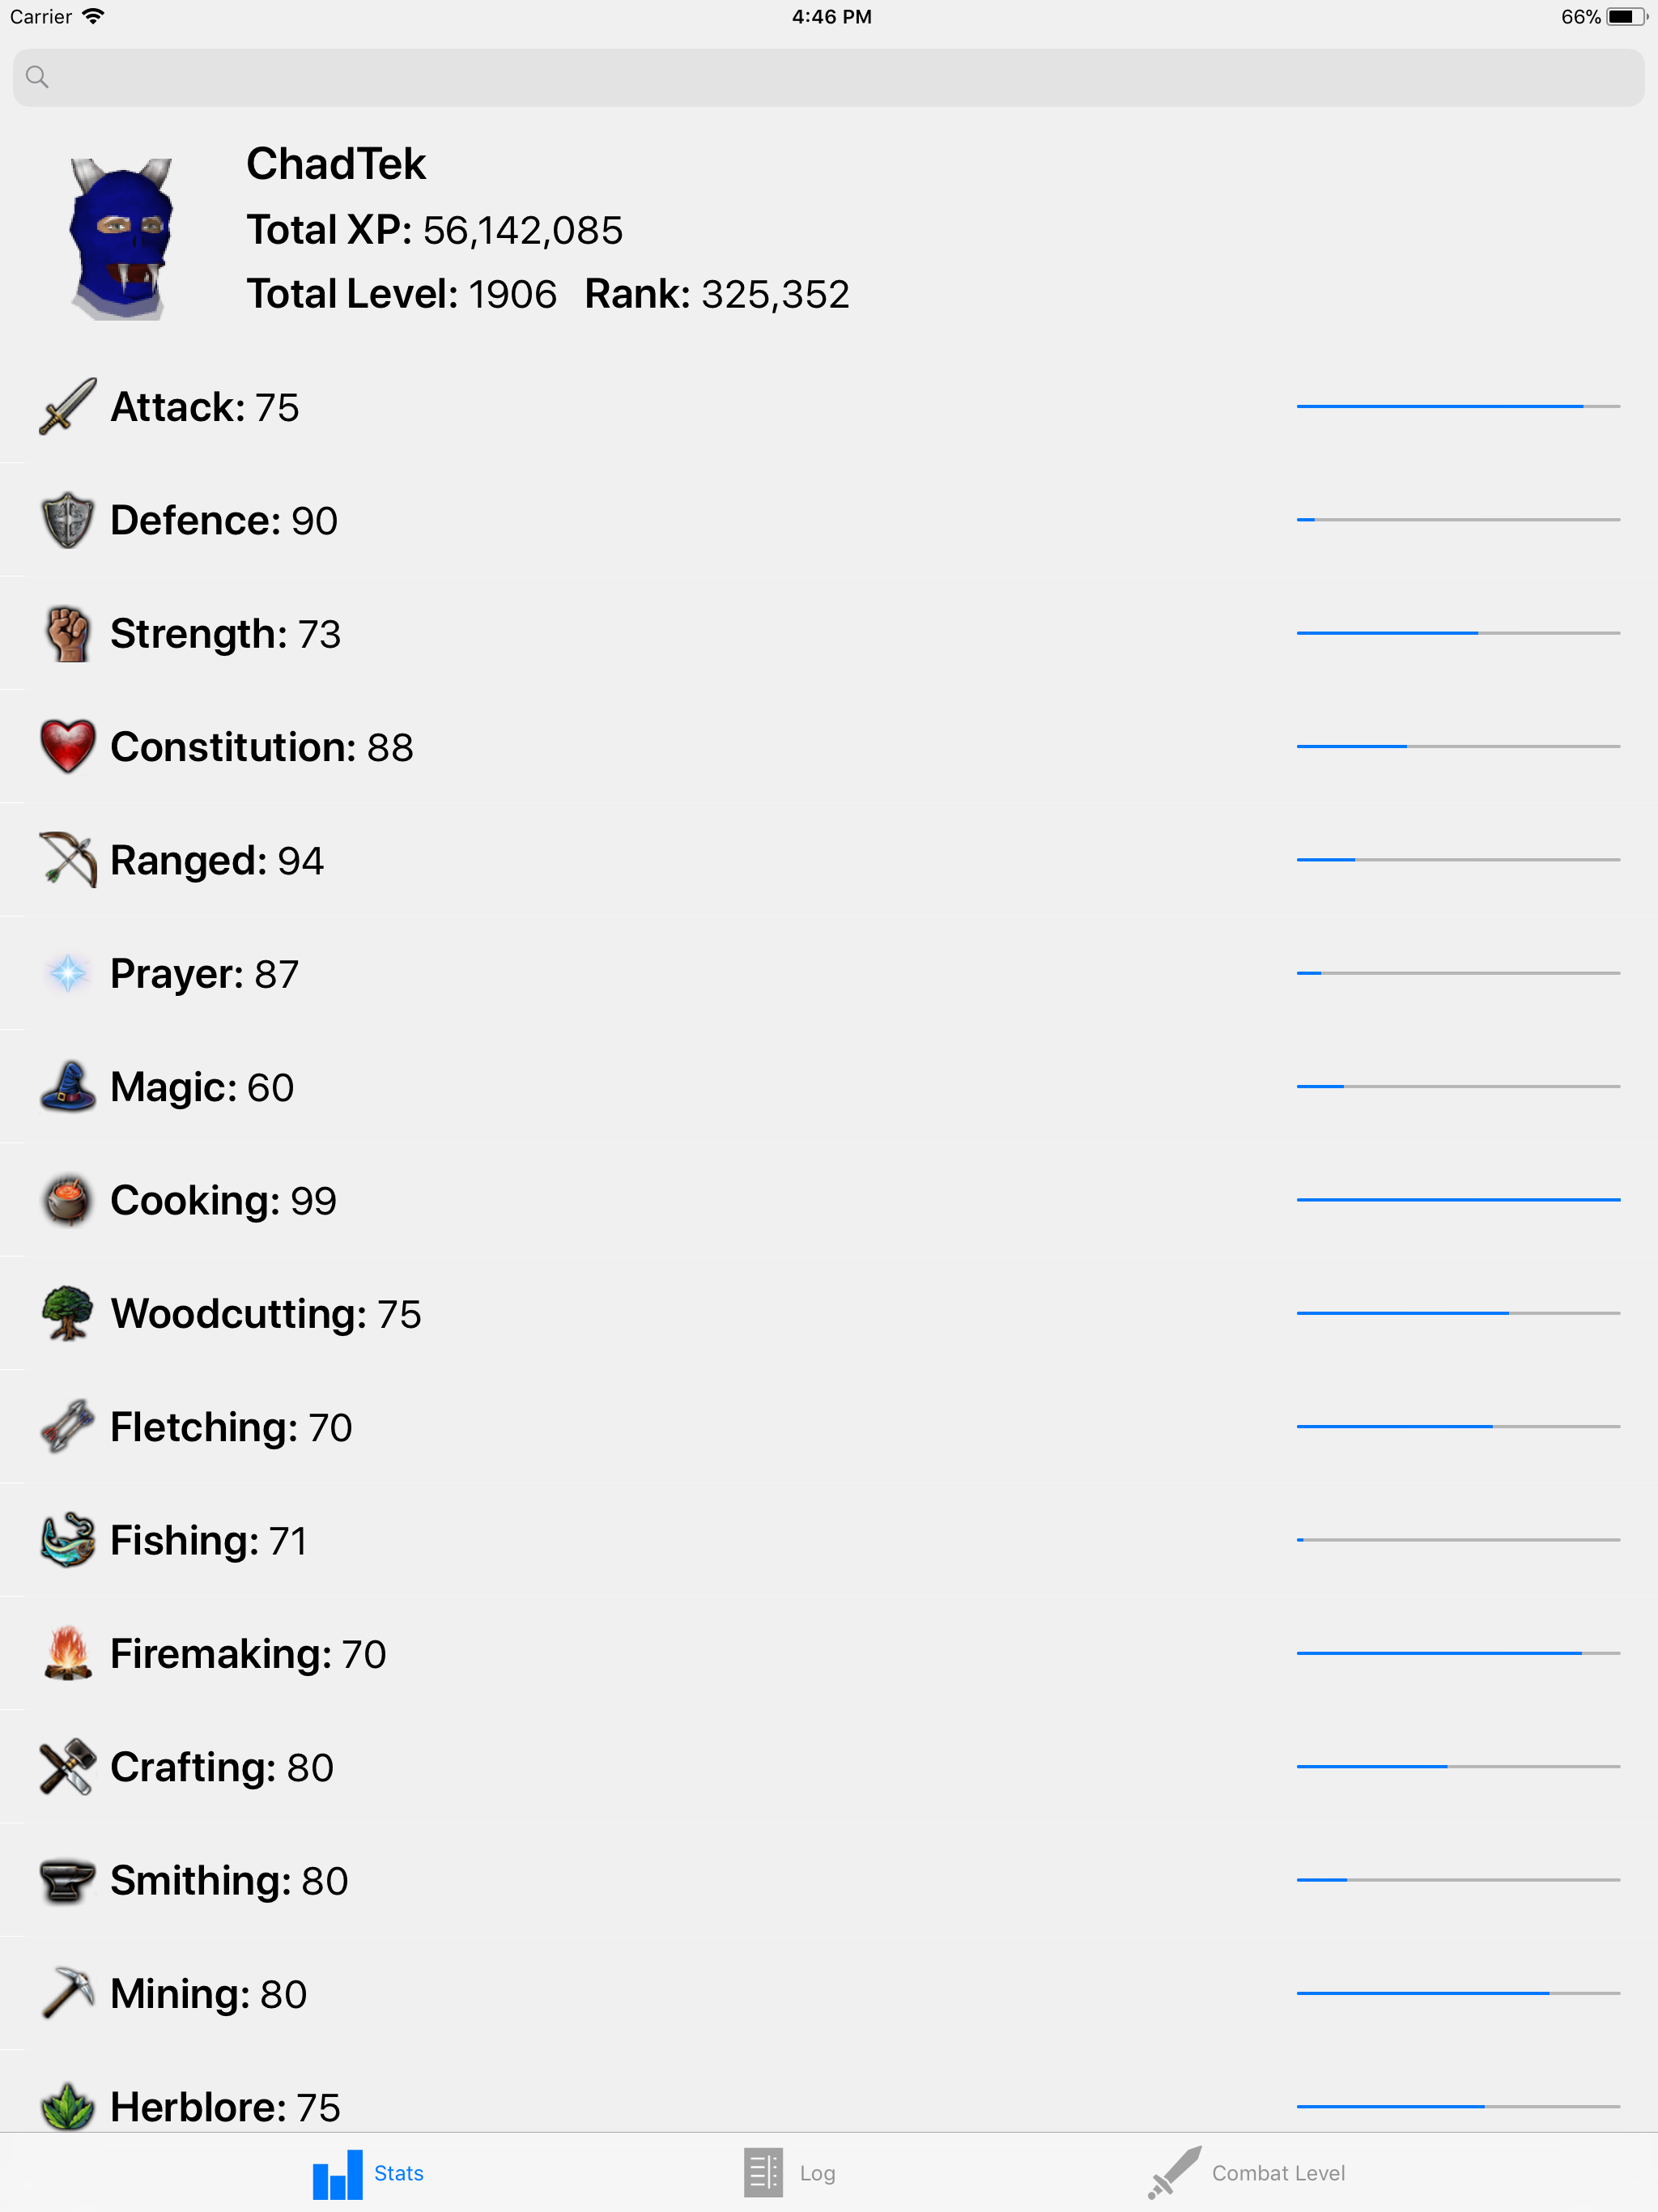 Carrier 4:46 PM 66%
ChadTek
Total XP: 56,142,085
Total Level: 1906 Rank: 325,352
Attack: 75
Defence: 90
Strength: 73
Constitution: 88
Ranged: 94
Prayer: 87
Magic: 60
Cooking: 99
Woodcutting: 75
Fletching: 70
Fishing: 71
Firemaking: 70
Crafting: 80
Smithing: 80
Mining: 80
Herblore: 75
Stats Log Combat Level